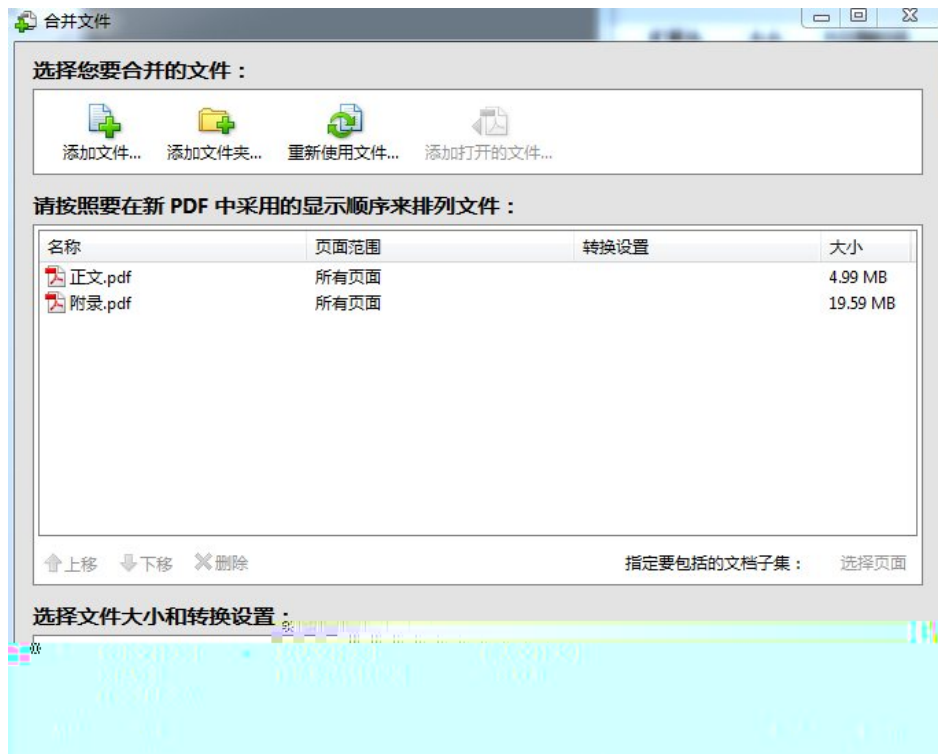 合并文件
选择您要合并的文件：
添加文件... 添加文件夹... 重新使用文件... 添加打开的文件...
请按照要在新 PDF 中采用的显示顺序来排列文件：
名称 页面范围 转换设置 大小
正文.pdf 所有页面 4.99 MB
附录.pdf 所有页面 19.59 MB
上移 下移 删除 指定要包括的文档子集： 选择页面
选择文件大小和转换设置：